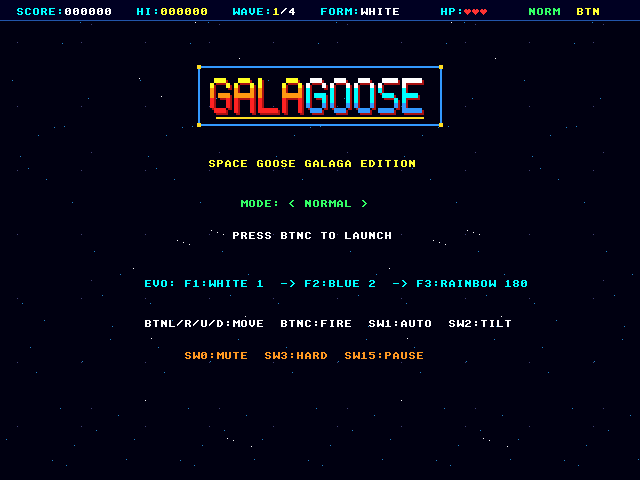 SCORE:000000 HI:000000 WAVE:1/4 FORM:WHITE HP:♥♥♥ NORM BTN
GALAGOOSE
SPACE GOOSE GALAGA EDITION
MODE: < NORMAL >
PRESS BTNC TO LAUNCH
EVO: F1:WHITE 1 -> F2:BLUE 2 -> F3:RAINBOW 180
BTNL/R/U/D:MOVE BTNC:FIRE SW1:AUTO SW2:TILT
SW0:MUTE SW3:HARD SW15:PAUSE